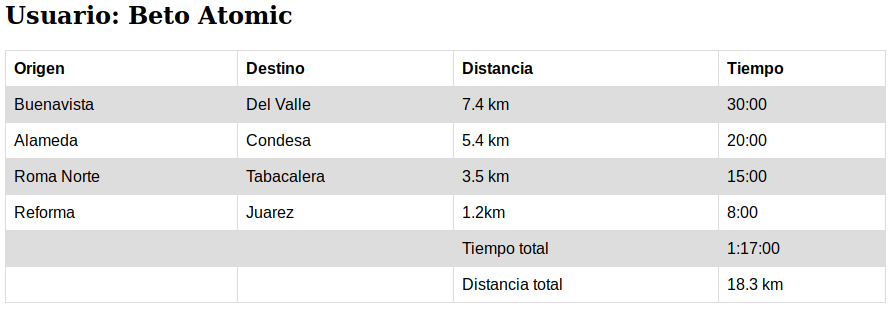 Usuario: Beto Atomic
Origen Destino Distancia Tiempo
Buenavista Del Valle 7.4 km 30:00
Alameda Condesa 5.4 km 20:00
Roma Norte Tabacalera 3.5 km 15:00
Reforma Juarez 1.2km 8:00
Tiempo total 1:17:00
Distancia total 18.3 km